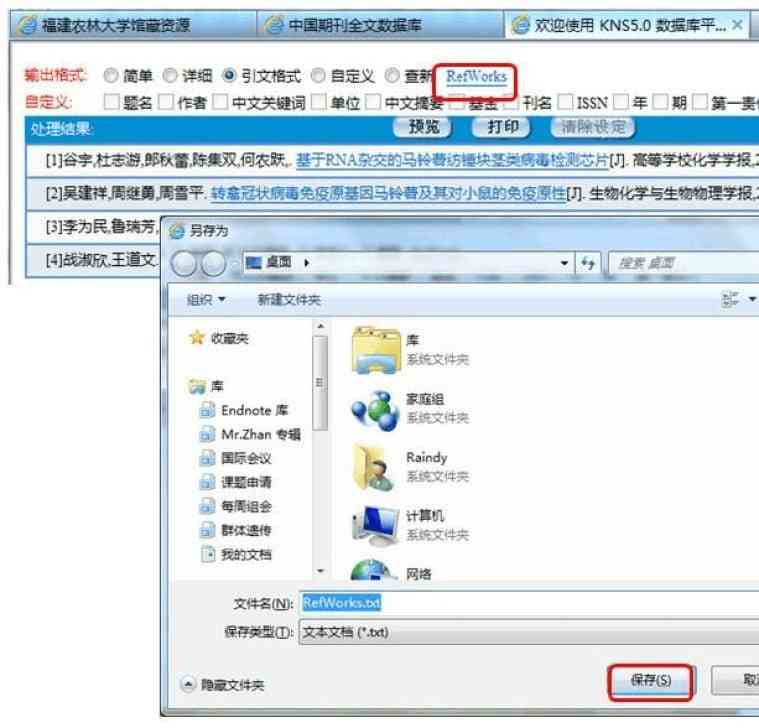 福建农林大学馆藏资源 中国期刊全文数据库 欢迎使用 KNS5.0 数据库平...
输出格式: 简单 详细 引文格式 自定义 查新 RefWorks
自定义: 题名 作者 中文关键词 单位 中文摘要 基金 刊名 ISSN 年 期 第一责
处理结果: 预览 打印 清除设定
[1]谷宇,杜志游,郎秋蕾,陈集双,何农跃,. 基于RNA杂交的马铃薯纺锤块茎类病毒检测芯片[J]. 高等学校化学学报,
[2]吴建祥,周继勇,周雪平. 转禽冠状病毒免疫原基因马铃薯及其对小鼠的免疫原性[J]. 生物化学与生物物理学报,
[3]李为民,鲁瑞芳,
[4]战淑欣,王道文
另存为
桌面
搜索 桌面
组织 新建文件夹
收藏夹
库
Endnote 库
Mr.Zhan 专辑
国际会议
课题申请
每周组会
群体遗传
我的文档
库
系统文件夹
家庭组
系统文件夹
Raindy
系统文件夹
计算机
系统文件夹
网络
文件名(N): RefWorks.txt
保存类型(T): 文本文档 (*.txt)
隐藏文件夹 保存(S)